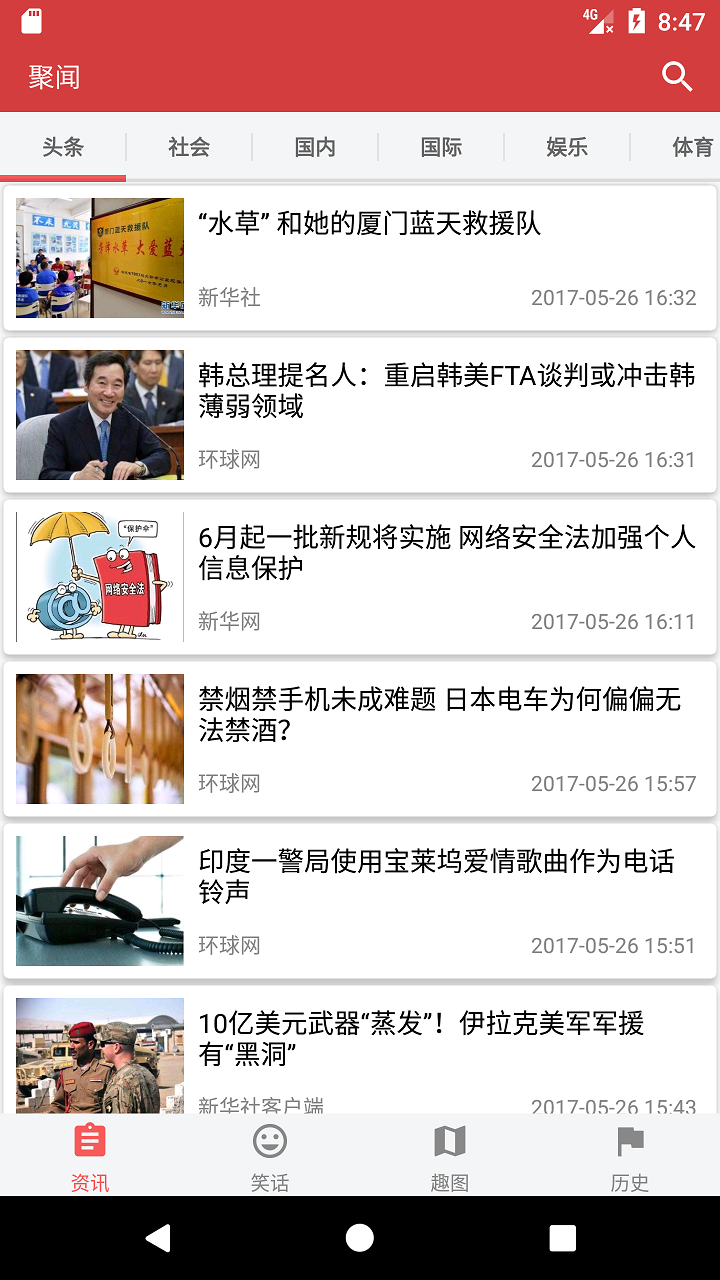 4G
8:47
聚闻
头条 社会 国内 国际 娱乐 体育
“水草” 和她的厦门蓝天救援队
新华社 2017-05-26 16:32
韩总理提名人：重启韩美FTA谈判或冲击韩
薄弱领域
环球网 2017-05-26 16:31
“保护伞”
网络安全法
@
6月起一批新规将实施 网络安全法加强个人
信息保护
新华网 2017-05-26 16:11
禁烟禁手机未成难题 日本电车为何偏偏无
法禁酒？
环球网 2017-05-26 15:57
印度一警局使用宝莱坞爱情歌曲作为电话
铃声
环球网 2017-05-26 15:51
10亿美元武器“蒸发”！伊拉克美军军援
有“黑洞”
新华社客户端 2017-05-26 15:43
资讯 笑话 趣图 历史